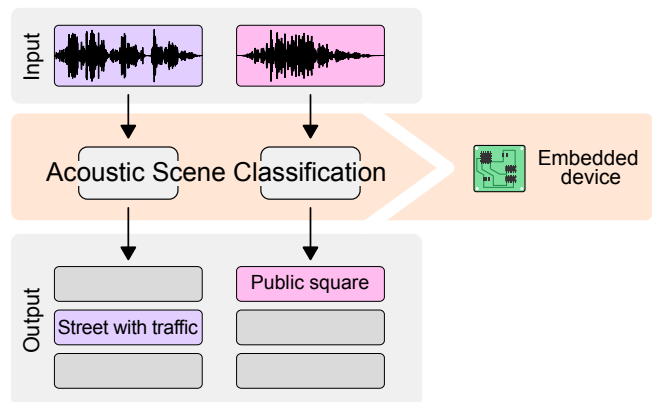 Input
Acoustic Scene Classification
Embedded
device
Output
Public square
Street with traffic